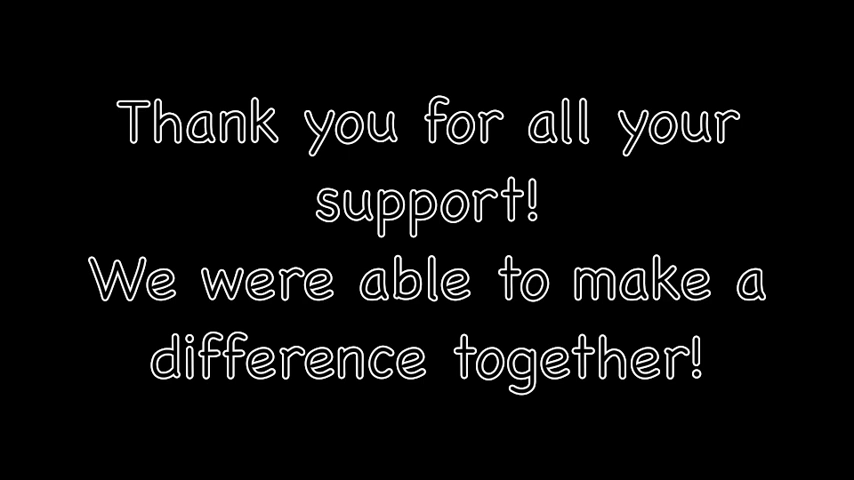 Thank you for all your
support!
We were able to make a
difference together!